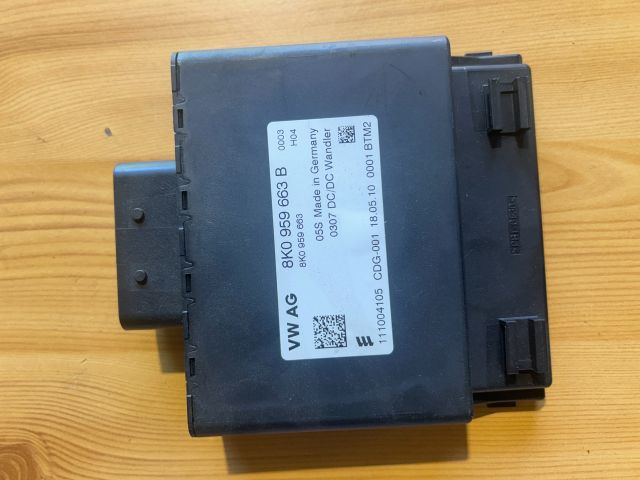 VW AG 8K0 959 663 B 0003
8K0 959 663 H04
05S Made in Germany
0307 DC/DC Wandler
111004105 CDG-001 18.05.10 0001 BTM2